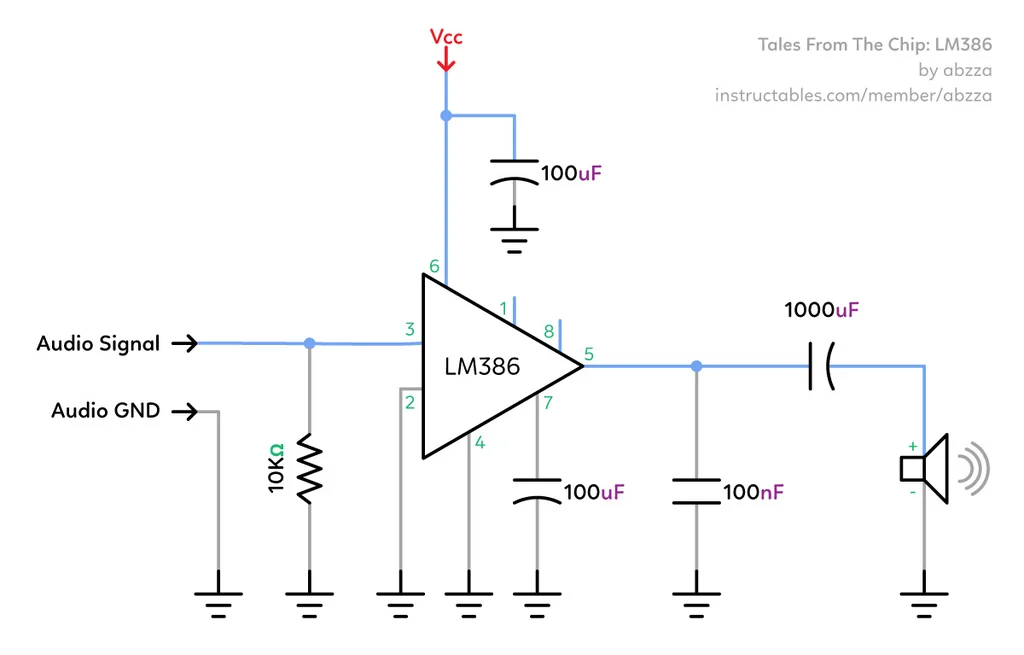 Vcc
Tales From The Chip: LM386
by abzza
instructables.com/member/abzza
100uF
6
1
1000uF
8
3
Audio Signal
5
LM386
2
7
Audio GND
4
+
10KΩ
100uF
100nF
-